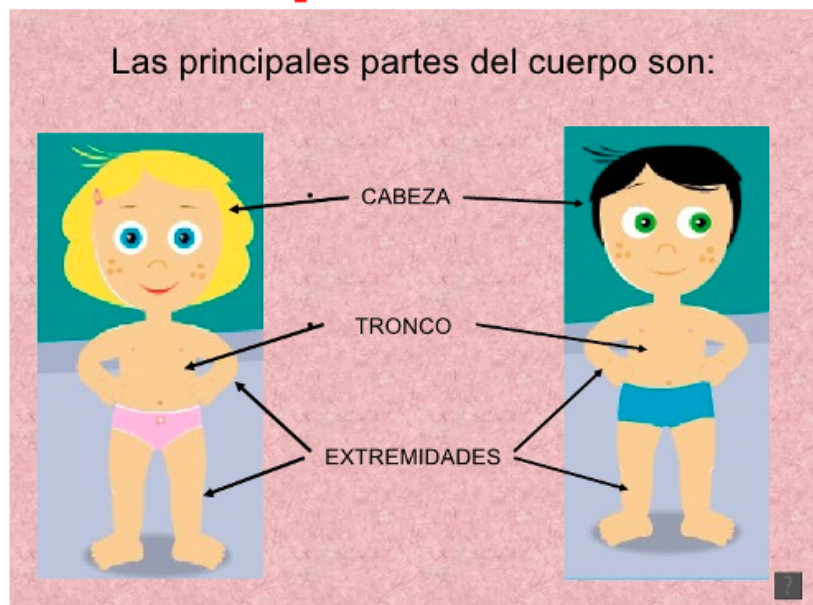 Las principales partes del cuerpo son:
• CABEZA
• TRONCO
EXTREMIDADES
?